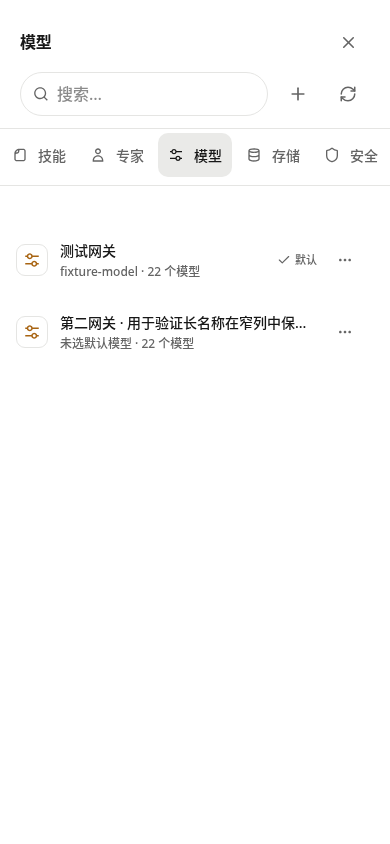 模型
搜索...
技能 专家 模型 存储 安全
测试网关
fixture-model · 22 个模型
默认
第二网关 · 用于验证长名称在窄列中保...
未选默认模型 · 22 个模型